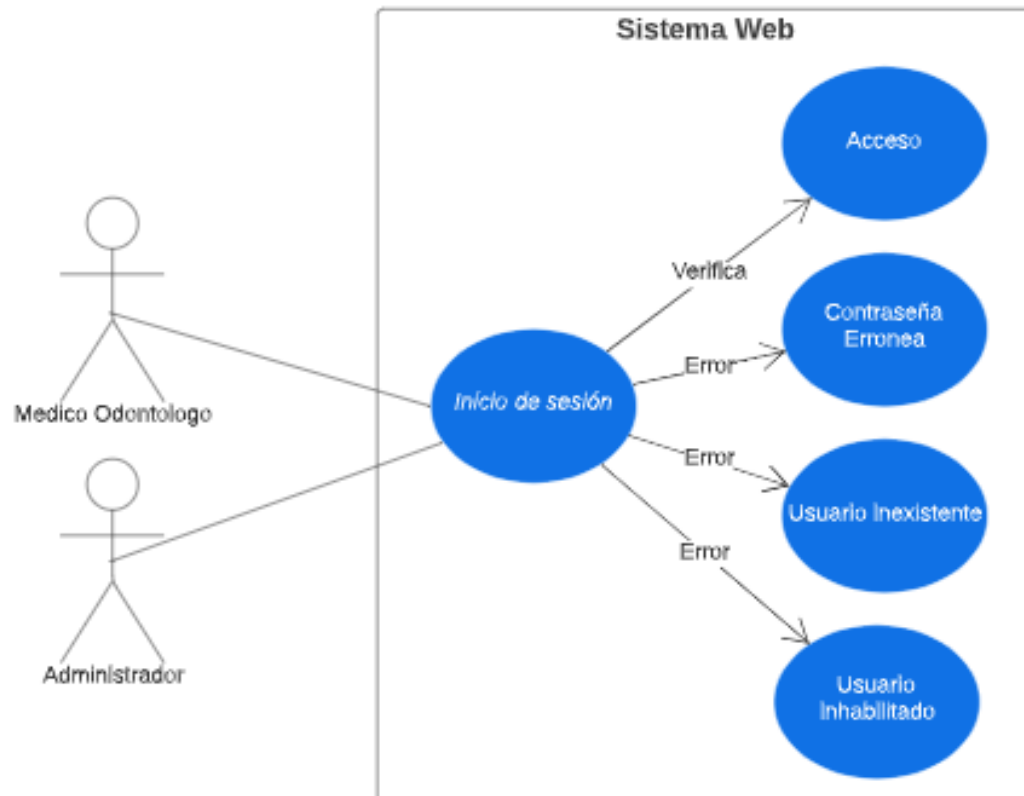 Sistema Web
Acceso
Verifica
Contraseña
Erronea
Error
Inicio de sesión
Medico Odontologo
Error
Usuario Inexistente
Error
Administrador
Usuario
Inhabilitado